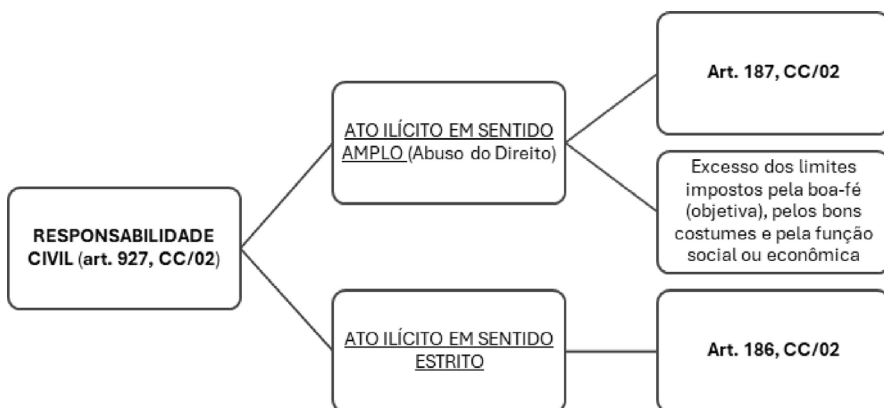 RESPONSABILIDADE
CIVIL (art. 927, CC/02)
ATO ILÍCITO EM SENTIDO
AMPLO (Abuso do Direito)
Art. 187, CC/02
Excesso dos limites
impostos pela boa-fé
(objetiva), pelos bons
costumes e pela função
social ou econômica
ATO ILÍCITO EM SENTIDO
ESTRITO
Art. 186, CC/02